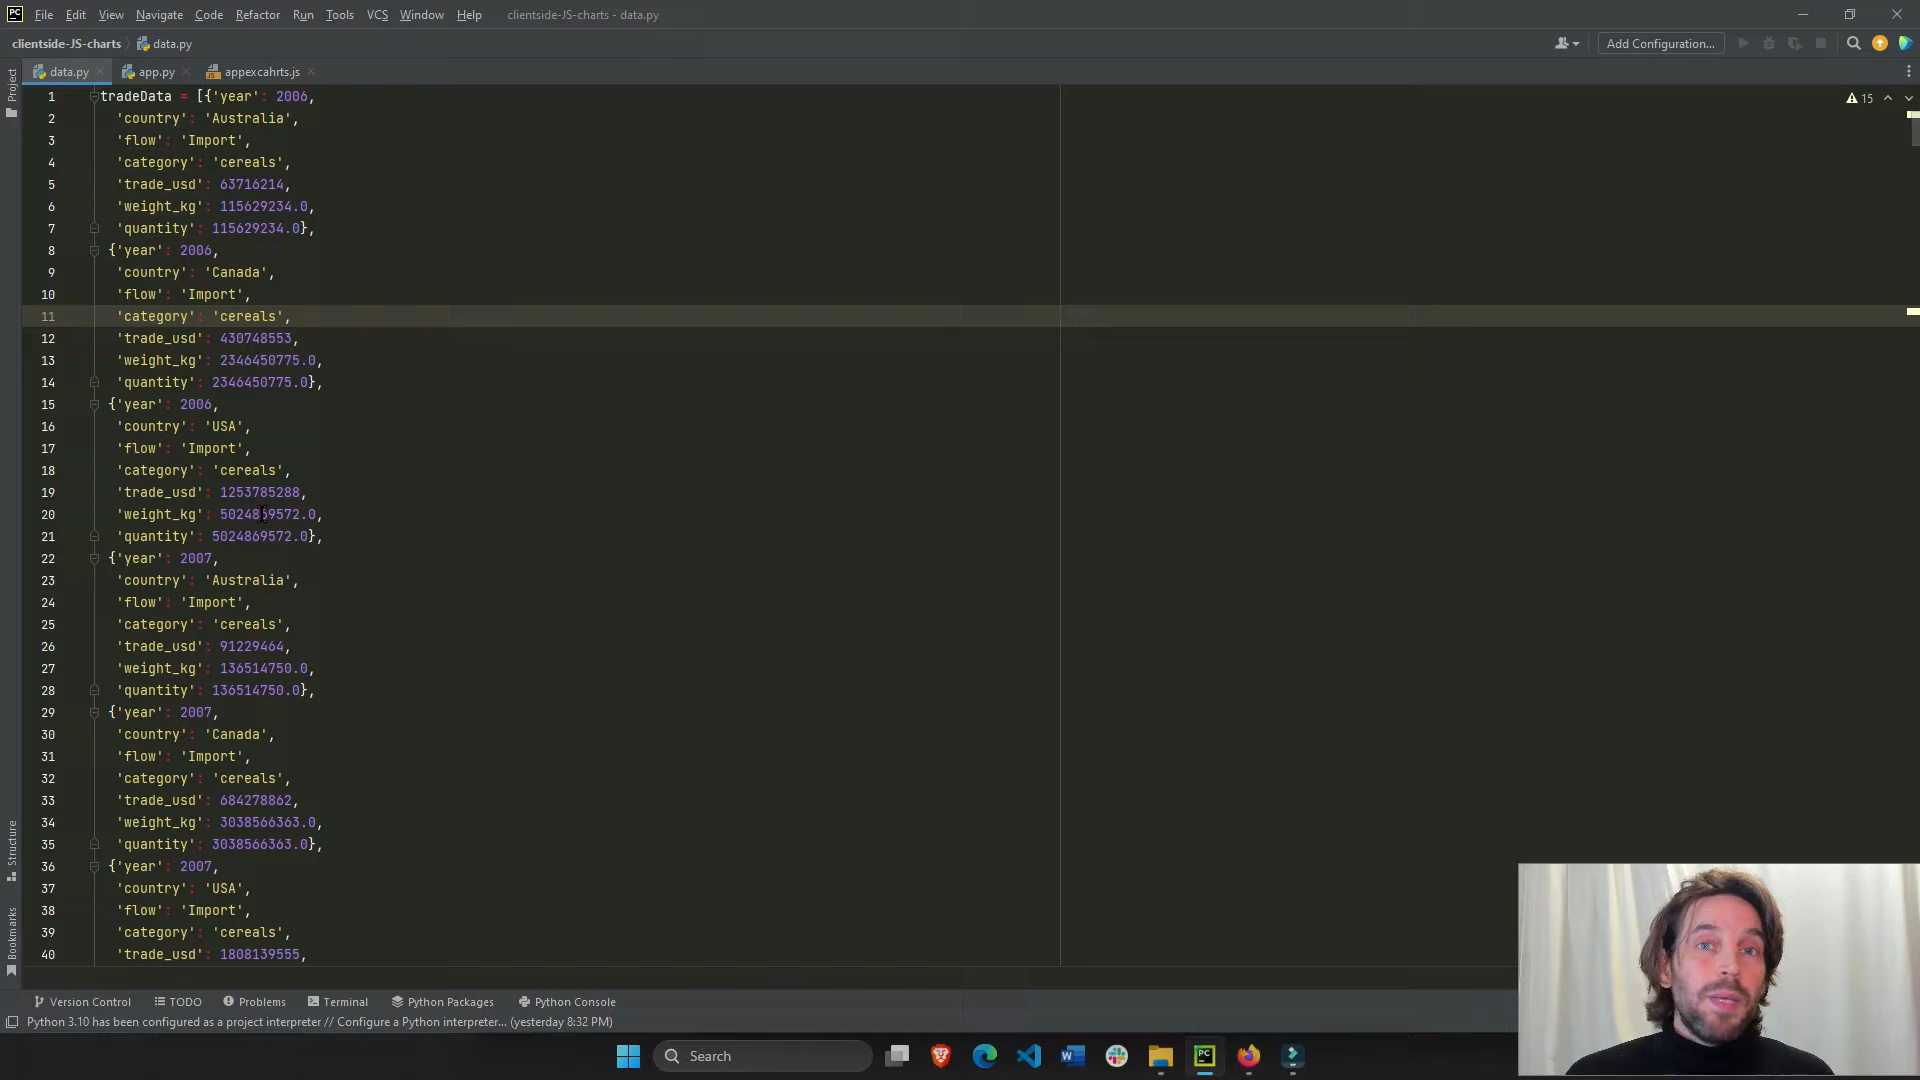 PC File Edit View Navigate Code Refactor Run Tools VCS Window Help clientside-JS-charts - data.py
clientside-JS-charts data.py Add Configuration...
data.py app.py appexcahrts.js
Project
15
1 tradeData = [{'year': 2006,
2 'country': 'Australia',
3 'flow': 'Import',
4 'category': 'cereals',
5 'trade_usd': 63716214,
6 'weight_kg': 115629234.0,
7 'quantity': 115629234.0},
8 {'year': 2006,
9 'country': 'Canada',
10 'flow': 'Import',
11 'category': 'cereals',
12 'trade_usd': 430748553,
13 'weight_kg': 2346450775.0,
14 'quantity': 2346450775.0},
15 {'year': 2006,
16 'country': 'USA',
17 'flow': 'Import',
18 'category': 'cereals',
19 'trade_usd': 1253785288,
20 'weight_kg': 5024869572.0,
21 'quantity': 5024869572.0},
22 {'year': 2007,
23 'country': 'Australia',
24 'flow': 'Import',
25 'category': 'cereals',
26 'trade_usd': 91229464,
27 'weight_kg': 136514750.0,
28 'quantity': 136514750.0},
29 {'year': 2007,
30 'country': 'Canada',
31 'flow': 'Import',
32 'category': 'cereals',
33 'trade_usd': 684278862,
34 'weight_kg': 3038566363.0,
35 'quantity': 3038566363.0},
36 {'year': 2007,
37 'country': 'USA',
38 'flow': 'Import',
39 'category': 'cereals',
40 'trade_usd': 1808139555,
Structure
Bookmarks
Version Control TODO Problems Terminal Python Packages Python Console
Python 3.10 has been configured as a project interpreter // Configure a Python interpreter... (yesterday 8:32 PM)
Search
PC